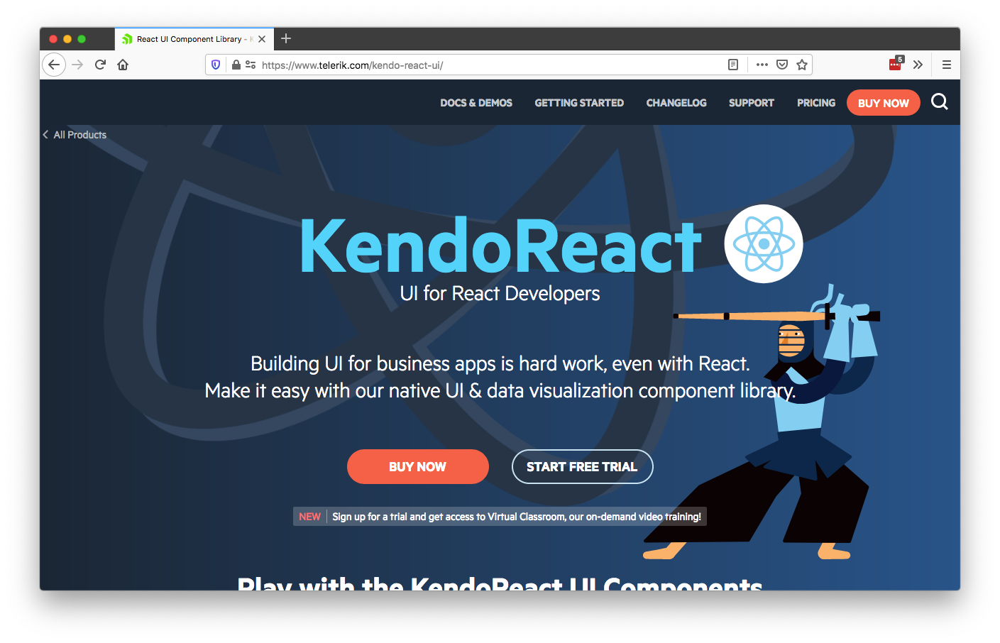 React UI Component Library - K
https://www.telerik.com/kendo-react-ui/
5
DOCS & DEMOS
GETTING STARTED
CHANGELOG
SUPPORT
PRICING
BUY NOW
All Products
KendoReact
UI for React Developers
Building UI for business apps is hard work, even with React.
Make it easy with our native UI & data visualization component library.
BUY NOW
START FREE TRIAL
NEW
Sign up for a trial and get access to Virtual Classroom, our on-demand video training!
Play with the KendoReact UI Components